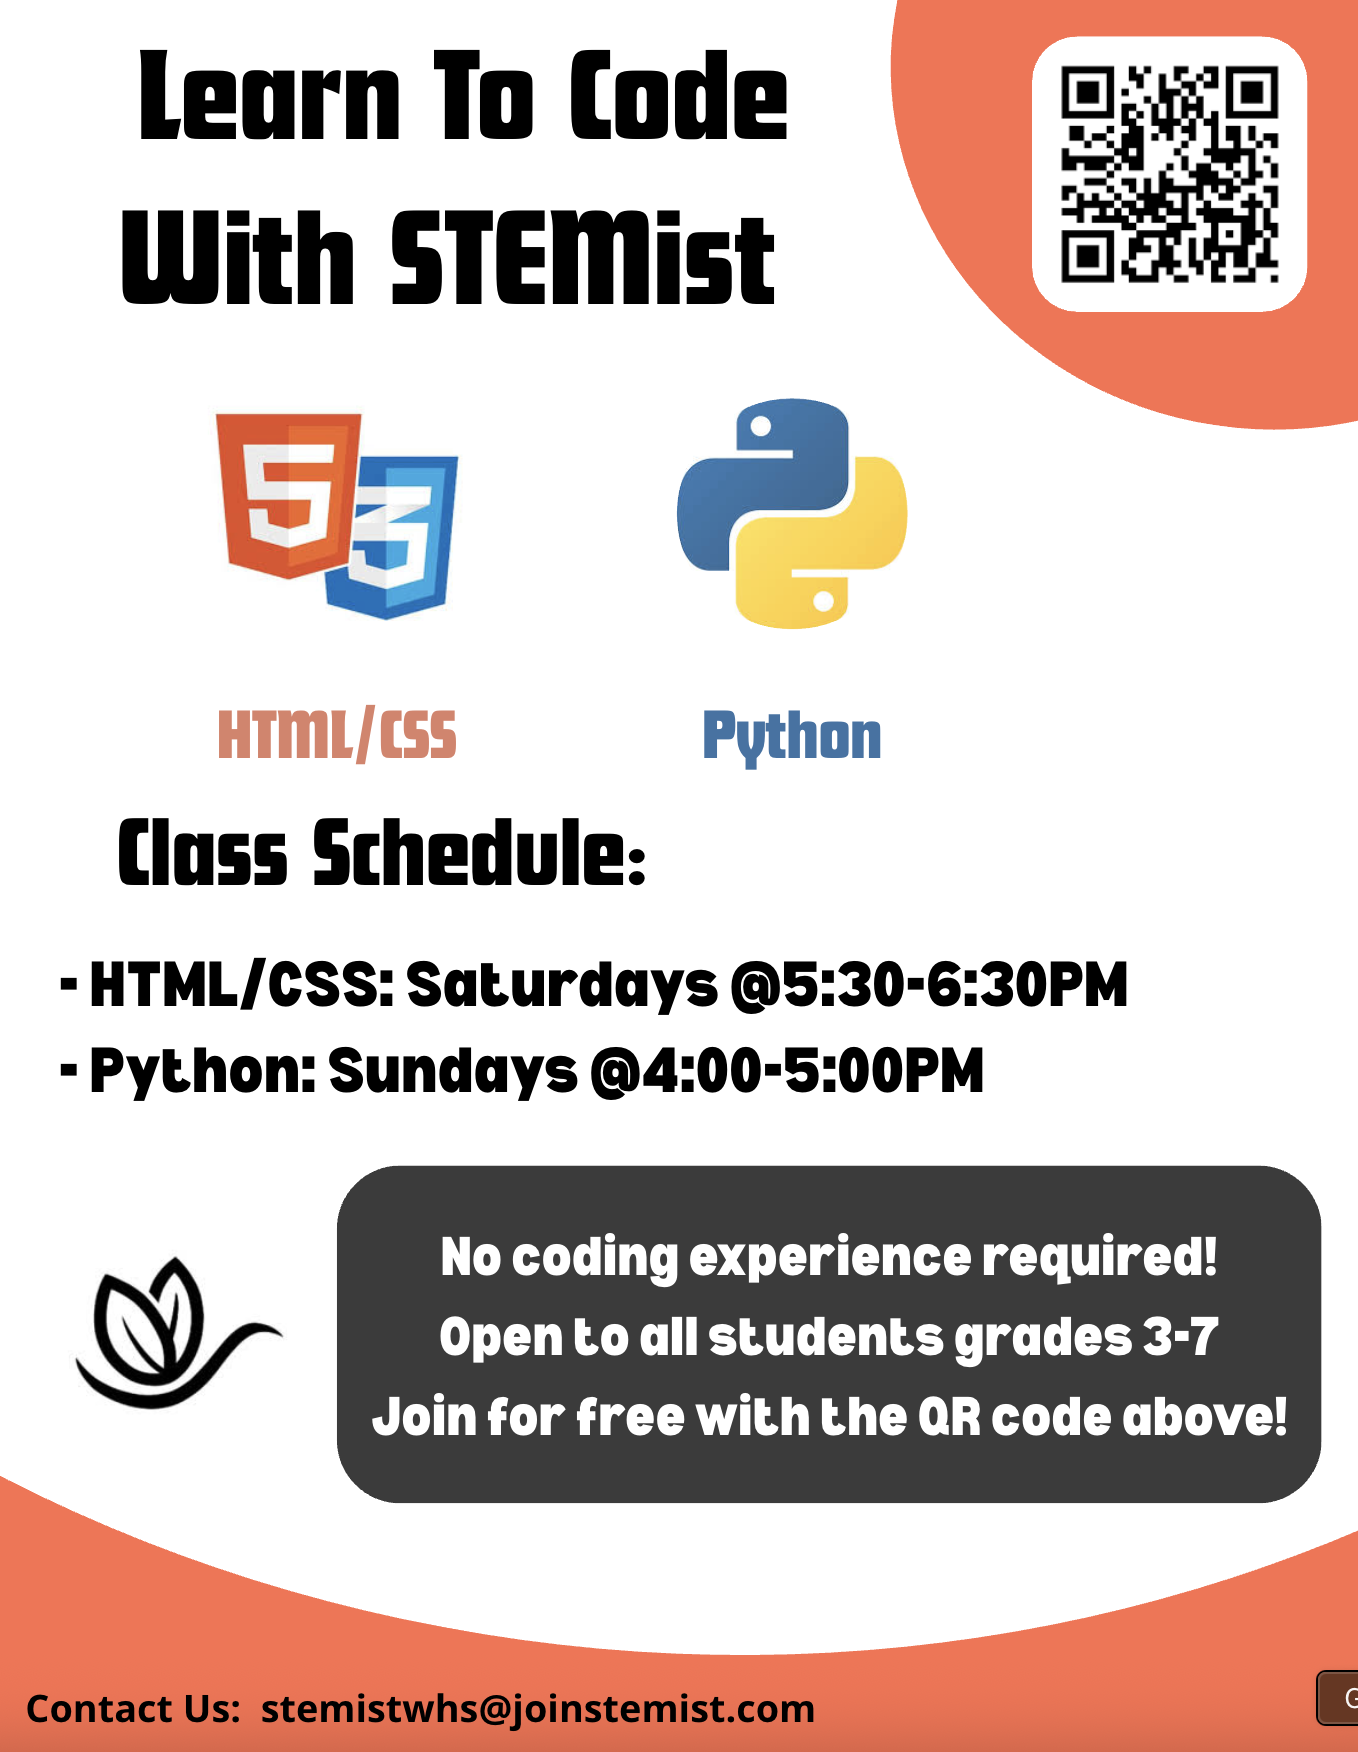 Learn To Code
With STEMist
HTML/CSS
Python
Class Schedule:
- HTML/CSS: Saturdays @5:30-6:30PM
- Python: Sundays @4:00-5:00PM
No coding experience required!
Open to all students grades 3-7
Join for free with the QR code above!
Contact Us: stemistwhs@joinstemist.com